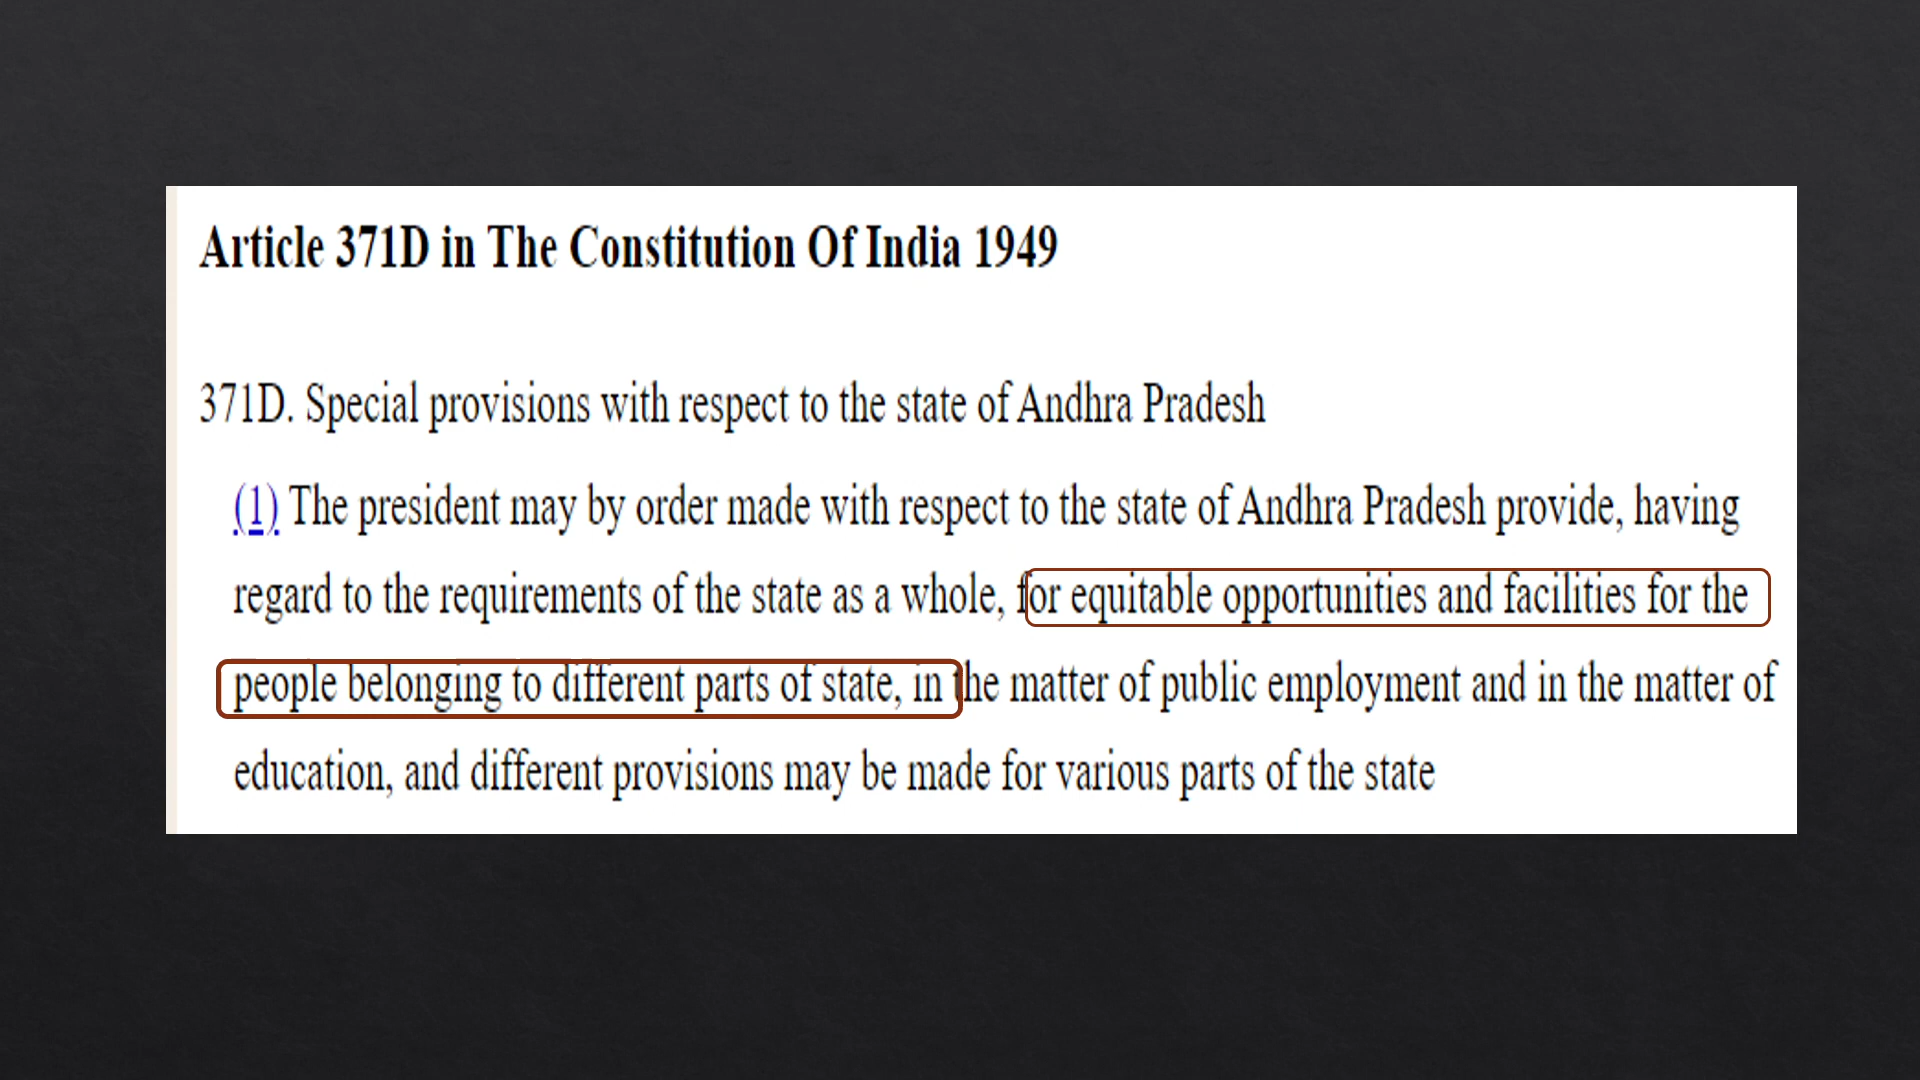 Article 371D in The Constitution Of India 1949
371D. Special provisions with respect to the state of Andhra Pradesh
(1) The president may by order made with respect to the state of Andhra Pradesh provide, having
regard to the requirements of the state as a whole, for equitable opportunities and facilities for the
people belonging to different parts of state, in the matter of public employment and in the matter of
education, and different provisions may be made for various parts of the state